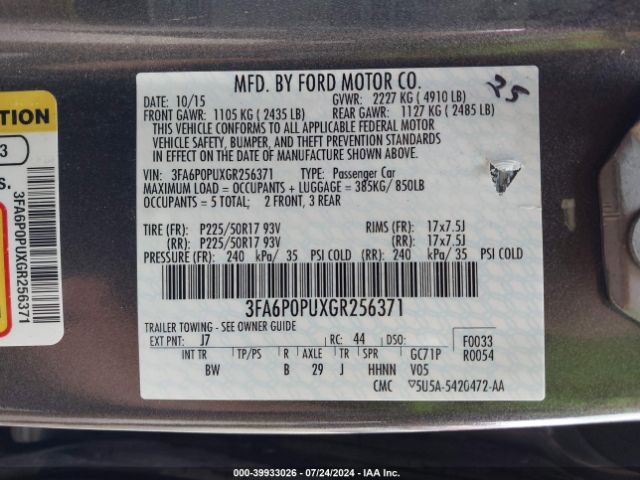 MFD. BY FORD MOTOR CO.
25
DATE: 10/15 GVWR: 2227 KG ( 4910 LB)
FRONT GAWR: 1105 KG ( 2435 LB) REAR GAWR: 1127 KG ( 2485 LB)
THIS VEHICLE CONFORMS TO ALL APPLICABLE FEDERAL MOTOR
VEHICLE SAFETY, BUMPER, AND THEFT PREVENTION STANDARDS
IN EFFECT ON THE DATE OF MANUFACTURE SHOWN ABOVE.
VIN: 3FA6P0PUXGR256371 TYPE: Passenger Car
MAXIMUM LOAD = OCCUPANTS + LUGGAGE = 385KG/ 850LB
OCCUPANTS = 5 TOTAL; 2 FRONT, 3 REAR
TIRE (FR): P225/50R17 93V RIMS (FR): 17x7.5J
(RR): P225/50R17 93V (RR): 17x7.5J
PRESSURE (FR): 240 kPa/ 35 PSI COLD (RR): 240 kPa/ 35 PSI COLD
3FA6P0PUXGR256371
TRAILER TOWING - SEE OWNER GUIDE
EXT PNT: J7 RC: 44 DSO: F0033
INT TR TP/PS R AXLE TR SPR GC71P R0054
BW B 29 J HHNN V05
CMC 5U5A-5420472-AA
TION
3
S.
3FA6P0PUXGR256371
000-39933026 - 07/24/2024 - IAA Inc.